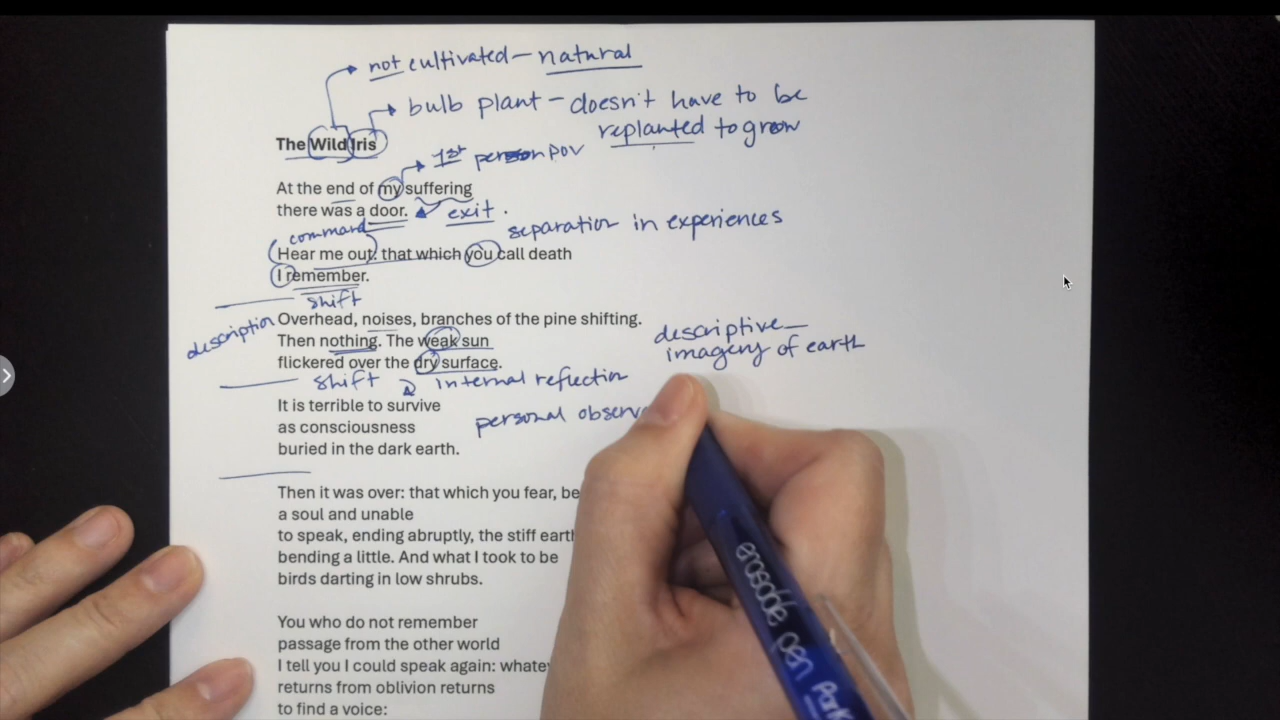 not cultivated – natural
bulb plant – doesn't have to be
replanted to grow
The Wild Iris
1st person POV
At the end of my suffering
there was a door.
exit.
command
separation in experiences
Hear me out: that which you call death
I remember.
shift
description
Overhead, noises, branches of the pine shifting.
Then nothing. The weak sun
flickered over the dry surface.
descriptive –
imagery of earth
shift
internal reflection
It is terrible to survive
personal observ
as consciousness
buried in the dark earth.
Then it was over: that which you fear, be
a soul and unable
to speak, ending abruptly, the stiff eart
bending a little. And what I took to be
birds darting in low shrubs.
You who do not remember
passage from the other world
I tell you I could speak again: whate
returns from oblivion returns
to find a voice:
erasable pen